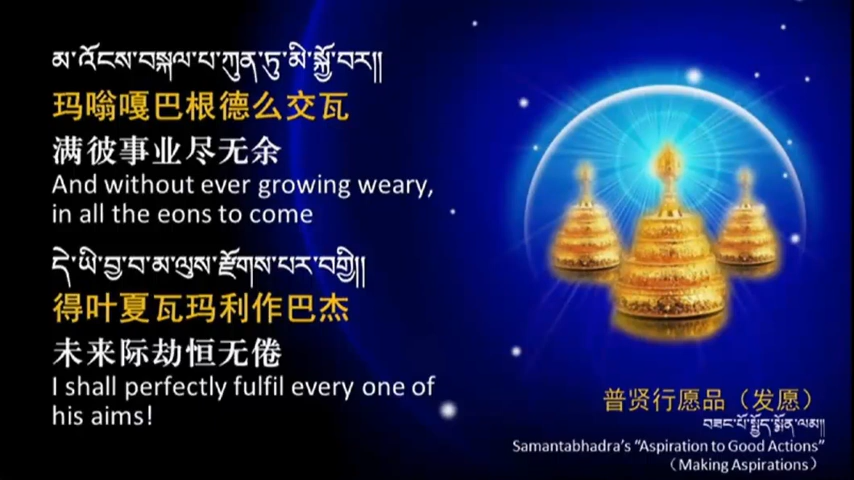 མ་འོངས་བསྐལ་པ་ཀུན་ཏུ་མི་སྐྱོ་བར།།
玛嗡嘎巴根德么交瓦
满彼事业尽无余
And without ever growing weary,
in all the eons to come
དེ་ཡི་བྱ་བ་མ་ལུས་རྫོགས་པར་བགྱི།།
得叶夏瓦玛利作巴杰
未来际劫恒无倦
I shall perfectly fulfil every one of
his aims!
普贤行愿品（发愿）
བཟང་པོ་སྤྱོད་སྨོན་ལམ།།
Samantabhadra's “Aspiration to Good Actions”
（Making Aspirations）